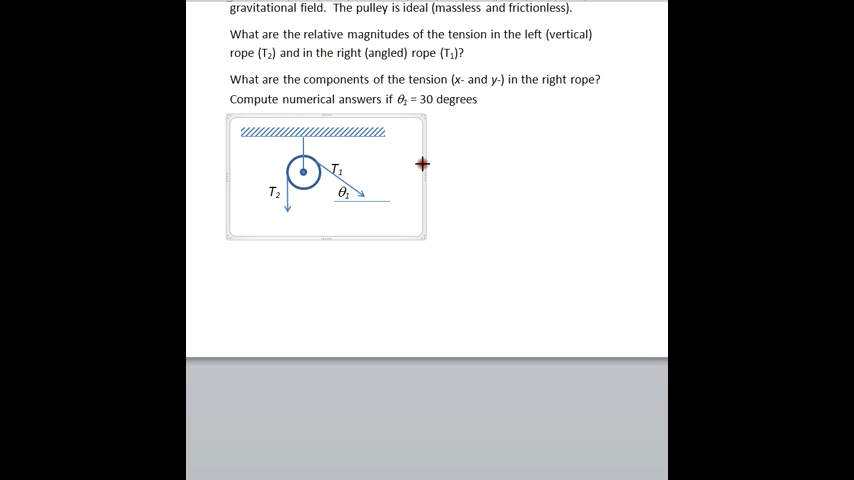 gravitational field. The pulley is ideal (massless and frictionless).
What are the relative magnitudes of the tension in the left (vertical)
rope (T₂) and in the right (angled) rope (T₁)?
What are the components of the tension (x- and y-) in the right rope?
Compute numerical answers if θ₁ = 30 degrees
T₁
T₂
θ₁